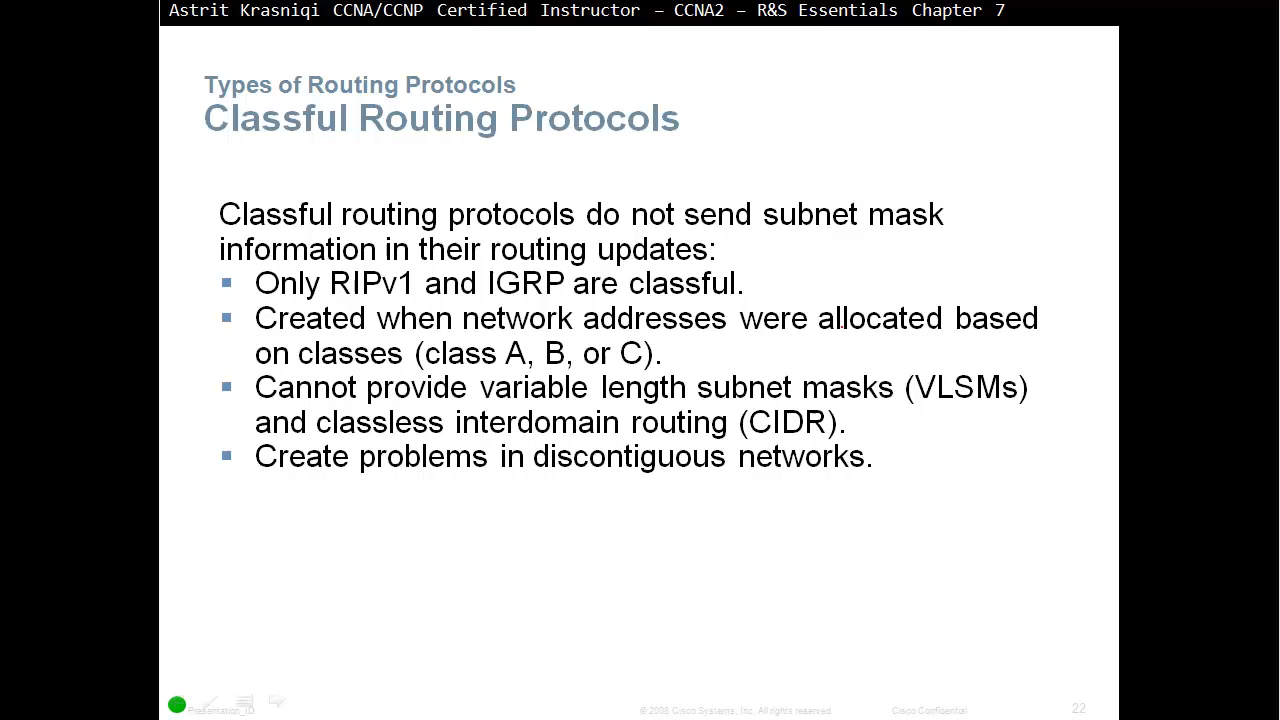 Astrit Krasniqi CCNA/CCNP Certified Instructor – CCNA2 – R&S Essentials Chapter 7
Types of Routing Protocols
Classful Routing Protocols
Classful routing protocols do not send subnet mask
information in their routing updates:
▪ Only RIPv1 and IGRP are classful.
▪ Created when network addresses were allocated based
on classes (class A, B, or C).
▪ Cannot provide variable length subnet masks (VLSMs)
and classless interdomain routing (CIDR).
▪ Create problems in discontiguous networks.
Presentation_ID
© 2008 Cisco Systems, Inc. All rights reserved.
Cisco Confidential
22